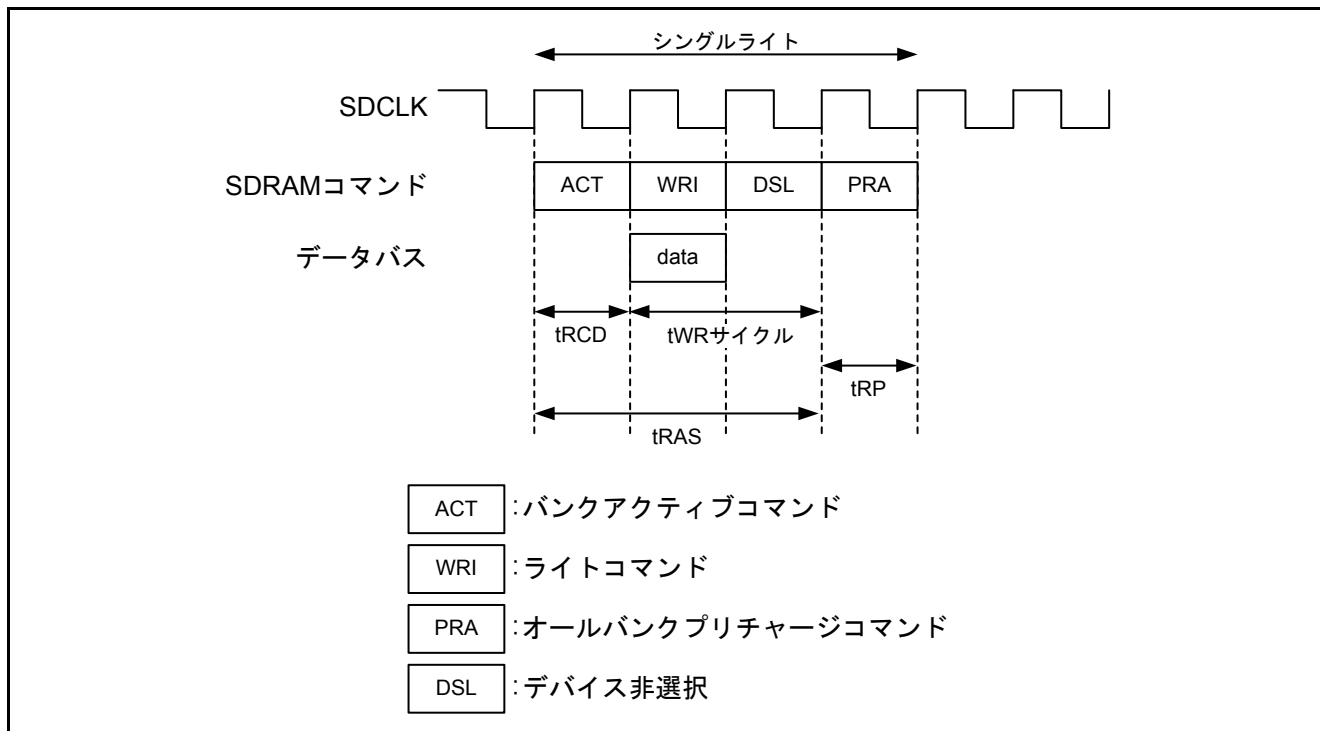 シングルライト
SDCLK
SDRAMコマンド ACT WRI DSL PRA
データバス data
tRCD tWRサイクル
tRP
tRAS
ACT :バンクアクティブコマンド
WRI :ライトコマンド
PRA :オールバンクプリチャージコマンド
DSL :デバイス非選択